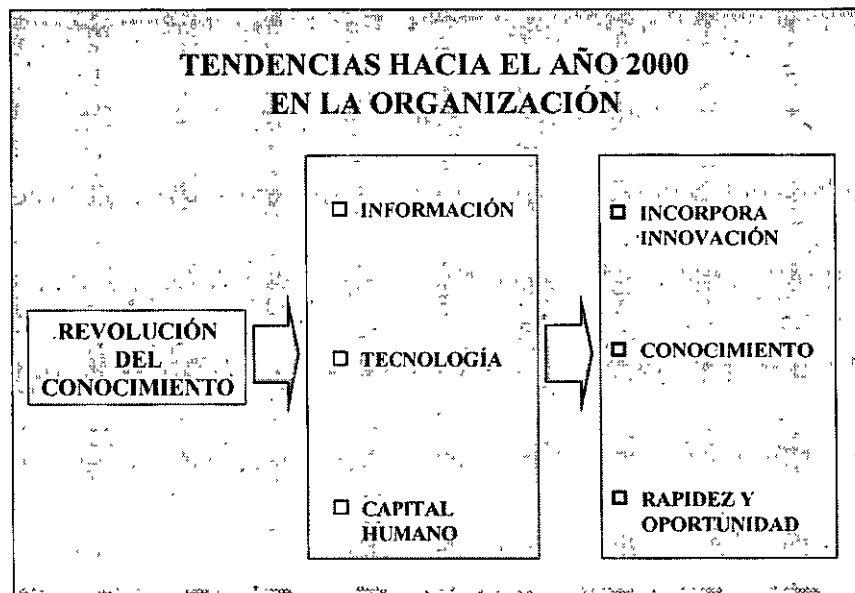 TENDENCIAS HACIA EL AÑO 2000
EN LA ORGANIZACIÓN
REVOLUCIÓN
DEL
CONOCIMIENTO
INFORMACIÓN
TECNOLOGÍA
CAPITAL
HUMANO
INCORPORA
INNOVACIÓN
CONOCIMIENTO
RAPIDEZ Y
OPORTUNIDAD